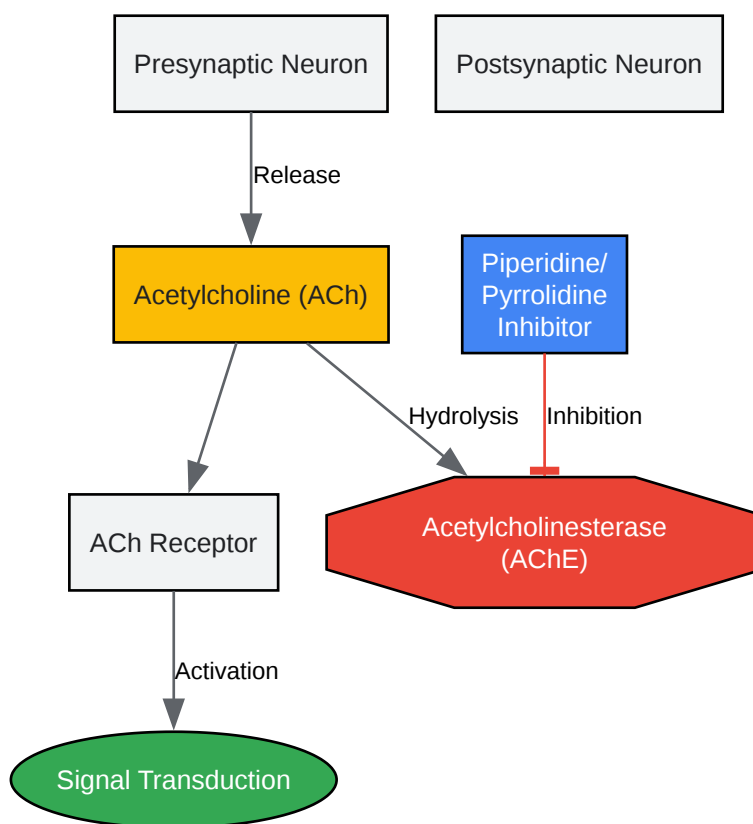 Presynaptic Neuron
Postsynaptic Neuron
Release
Acetylcholine (ACh)
Piperidine/
Pyrrolidine
Inhibitor
Hydrolysis
Inhibition
ACh Receptor
Acetylcholinesterase
(AChE)
Activation
Signal Transduction